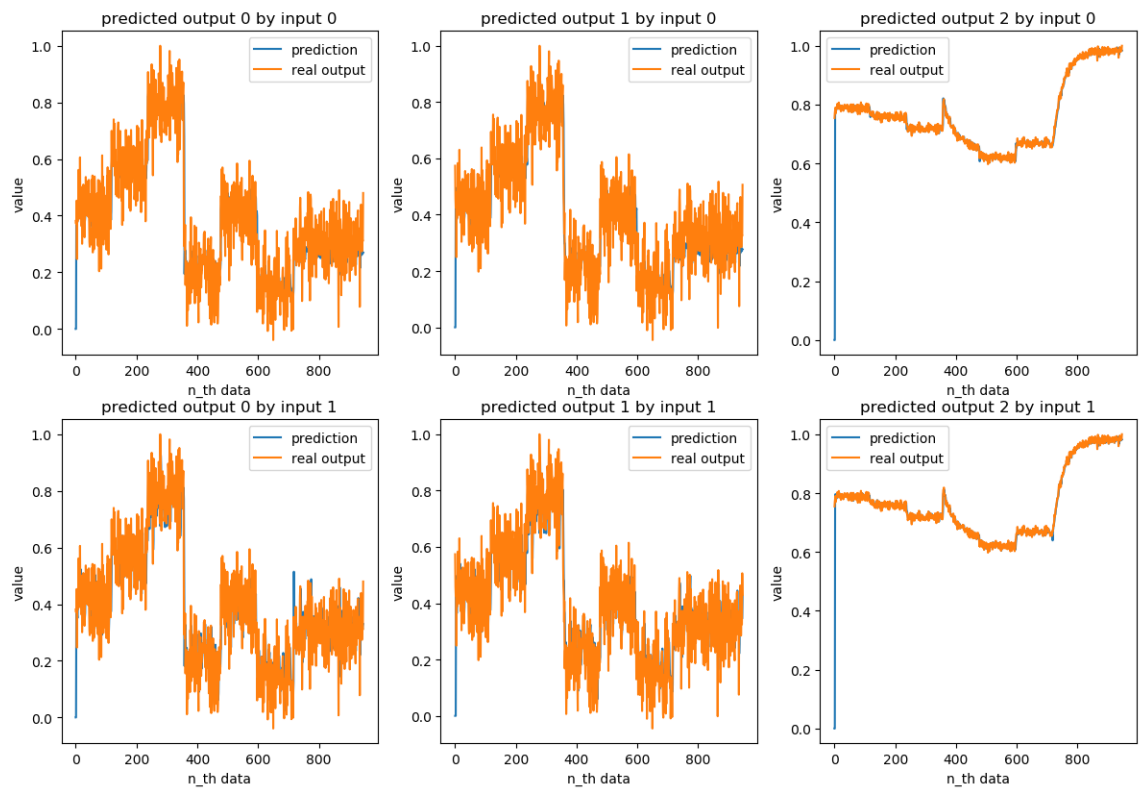 predicted output 0 by input 0
predicted output 1 by input 0
predicted output 2 by input 0
prediction
real output
prediction
real output
prediction
real output
value
value
value
1.0
0.8
0.6
0.4
0.2
0.0
1.0
0.8
0.6
0.4
0.2
0.0
1.0
0.8
0.6
0.4
0.2
0.0
0 200 400 600 800
0 200 400 600 800
0 200 400 600 800
n_th data
n_th data
n_th data
predicted output 0 by input 1
predicted output 1 by input 1
predicted output 2 by input 1
prediction
real output
prediction
real output
prediction
real output
value
value
value
1.0
0.8
0.6
0.4
0.2
0.0
1.0
0.8
0.6
0.4
0.2
0.0
1.0
0.8
0.6
0.4
0.2
0.0
0 200 400 600 800
0 200 400 600 800
0 200 400 600 800
n_th data
n_th data
n_th data